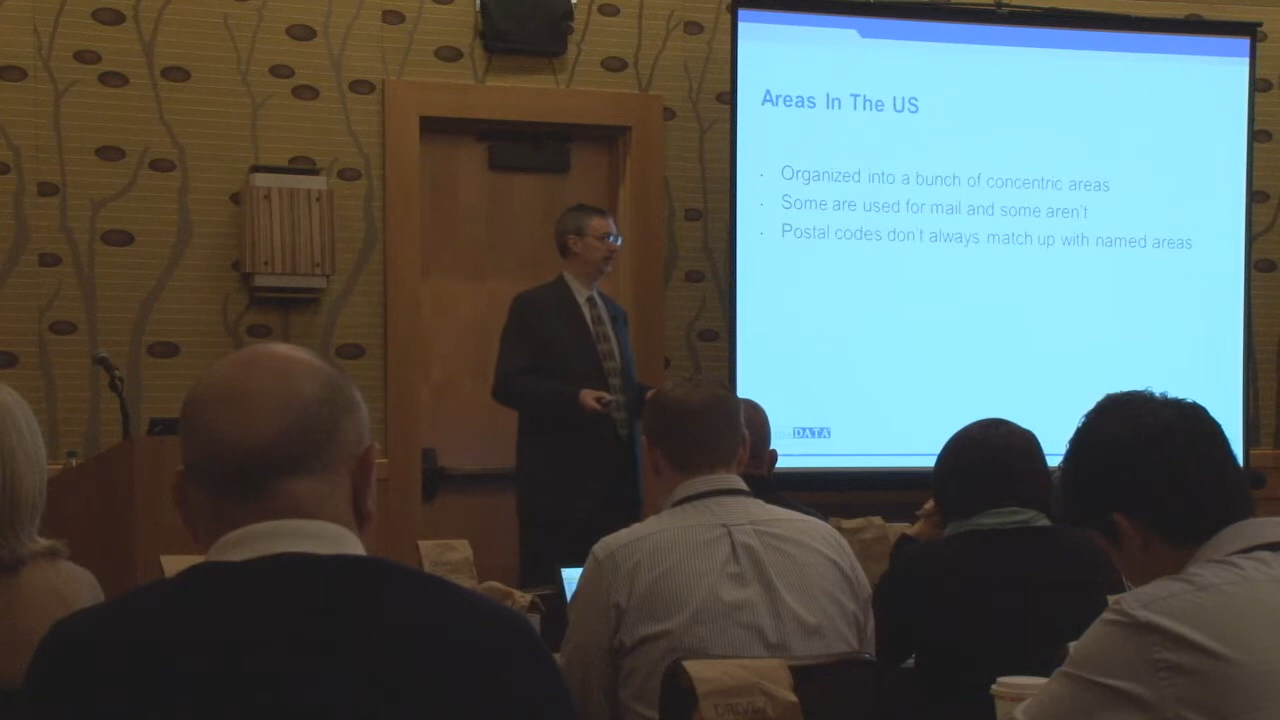 Areas In The US
Organized into a bunch of concentric areas
Some are used for mail and some aren't
Postal codes don't always match up with named areas
DATA